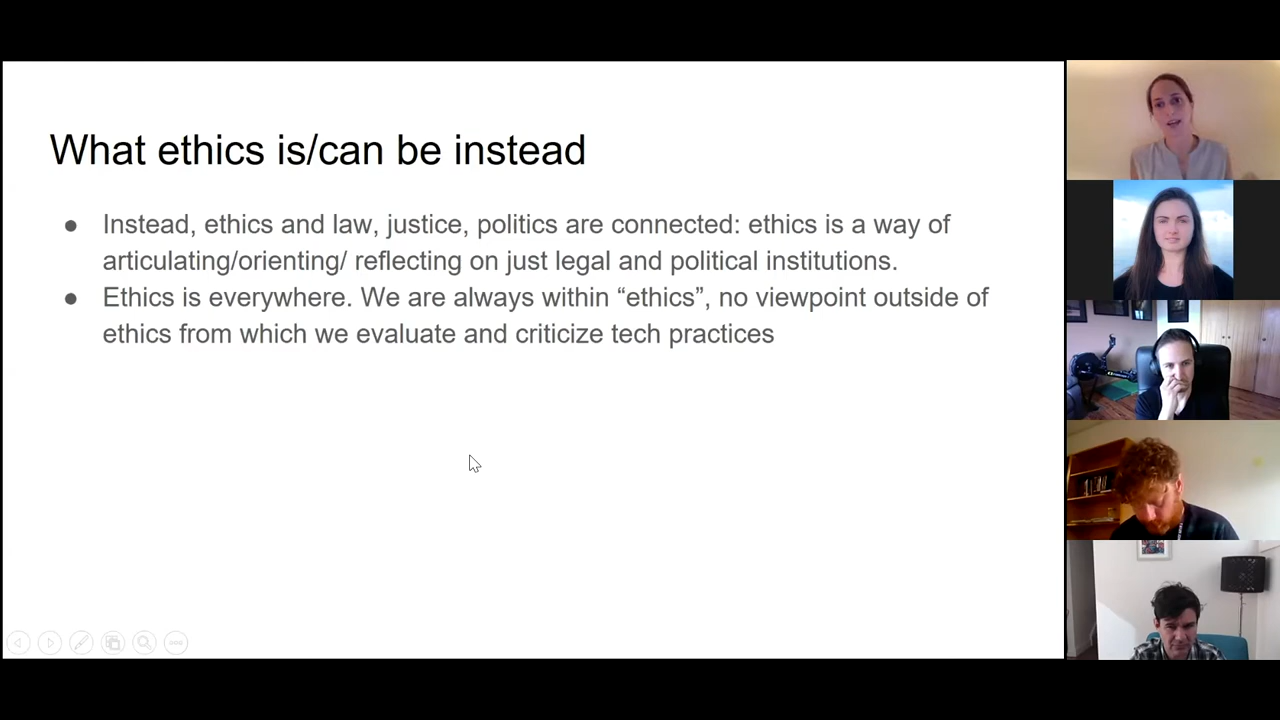 What ethics is/can be instead
● Instead, ethics and law, justice, politics are connected: ethics is a way of
articulating/orienting/ reflecting on just legal and political institutions.
● Ethics is everywhere. We are always within “ethics”, no viewpoint outside of
ethics from which we evaluate and criticize tech practices